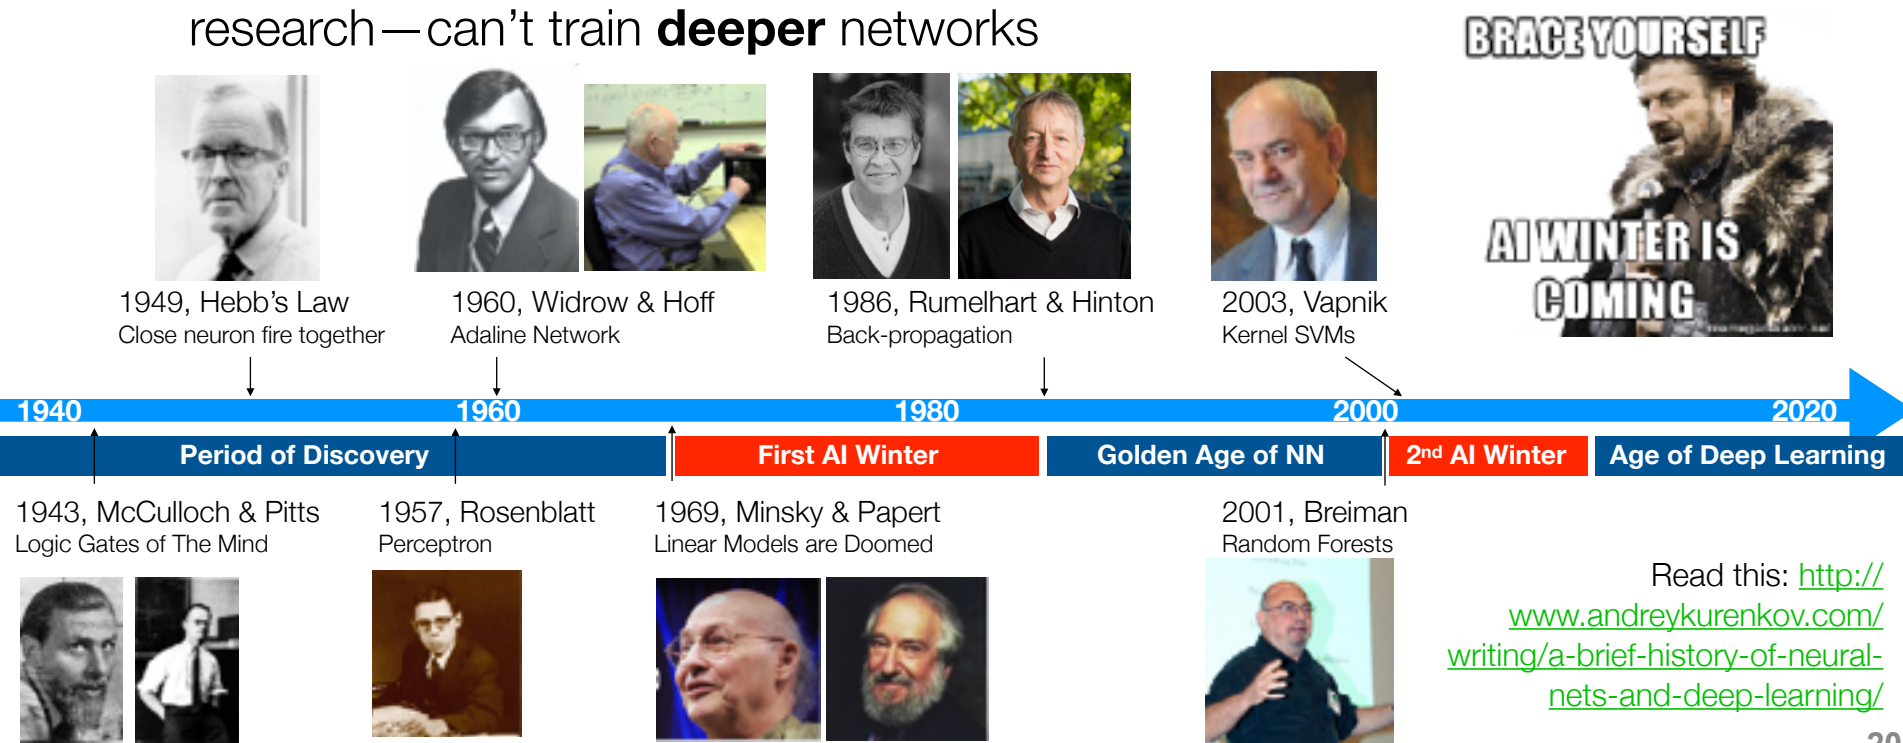 research—can't train deeper networks
BRACE YOURSELF
AI WINTER IS
COMING
1949, Hebb's Law
Close neuron fire together
1960, Widrow & Hoff
Adaline Network
1986, Rumelhart & Hinton
Back-propagation
2003, Vapnik
Kernel SVMs
1940
1960
1980
2000
2020
Period of Discovery
First AI Winter
Golden Age of NN
2nd AI Winter
Age of Deep Learning
1943, McCulloch & Pitts
Logic Gates of The Mind
1957, Rosenblatt
Perceptron
1969, Minsky & Papert
Linear Models are Doomed
2001, Breiman
Random Forests
Read this: http://
www.andreykurenkov.com/
writing/a-brief-history-of-neural-
nets-and-deep-learning/